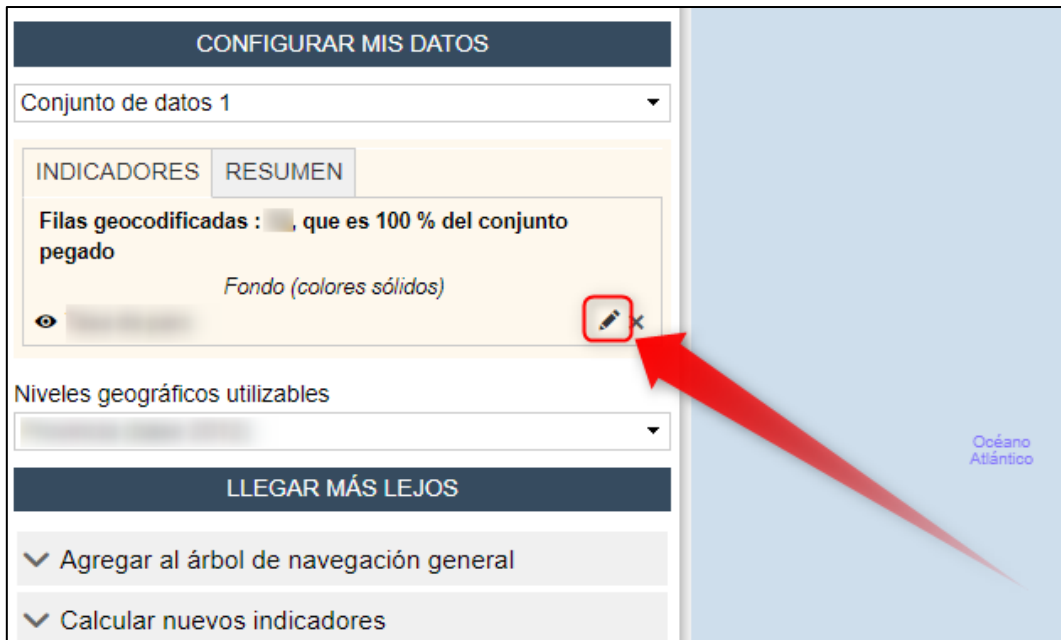 CONFIGURAR MIS DATOS
Conjunto de datos 1
INDICADORES RESUMEN
Filas geocodificadas : , que es 100 % del conjunto
pegado
Fondo (colores sólidos)
Niveles geográficos utilizables
LLEGAR MÁS LEJOS
Agregar al árbol de navegación general
Calcular nuevos indicadores
Océano
Atlántico